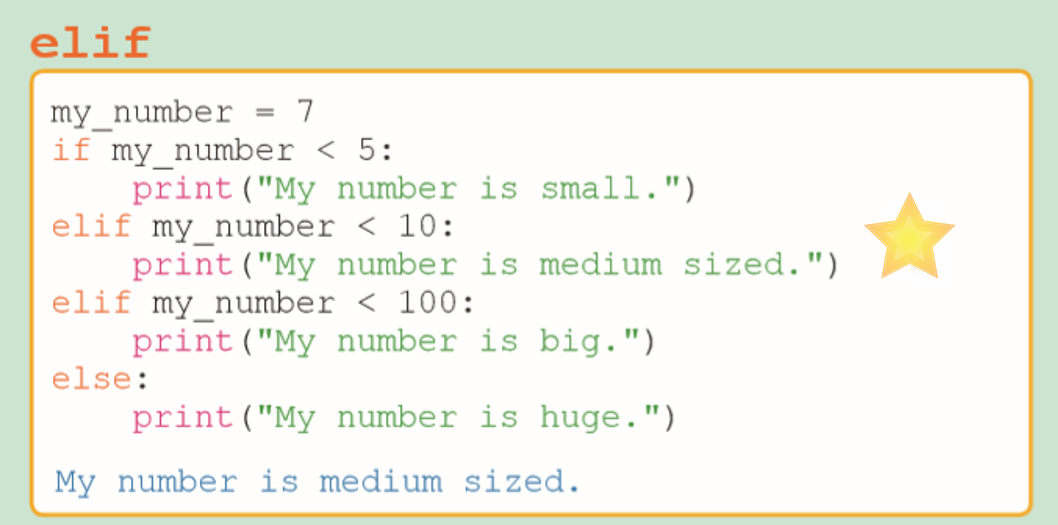 elif
my_number = 7
if my_number < 5:
    print("My number is small.")
elif my_number < 10:
    print("My number is medium sized.")
elif my_number < 100:
    print("My number is big.")
else:
    print("My number is huge.")
My number is medium sized.